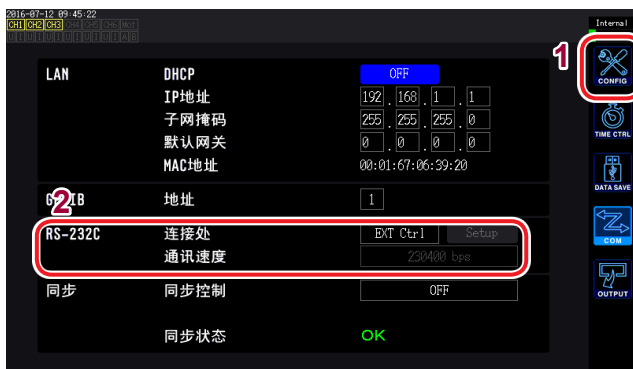 2016-07-12 09:45:22
CH1 CH2 CH3 CH4 CH5 CH6 Mot
U I U I U I U I U I U I A B
Internal
1
CONFIG
LAN DHCP OFF
IP地址 192 . 168 . 1 . 1
子网掩码 255 . 255 . 255 . 0
TIME CTRL
默认网关 0 . 0 . 0 . 0
MAC地址 00:01:67:06:39:20
DATA SAVE
2
IB 地址 1
RS-232C 连接处 EXT Ctrl Setup
COM
通讯速度 230400 bps
同步 同步控制 OFF
OUTPUT
同步状态 OK